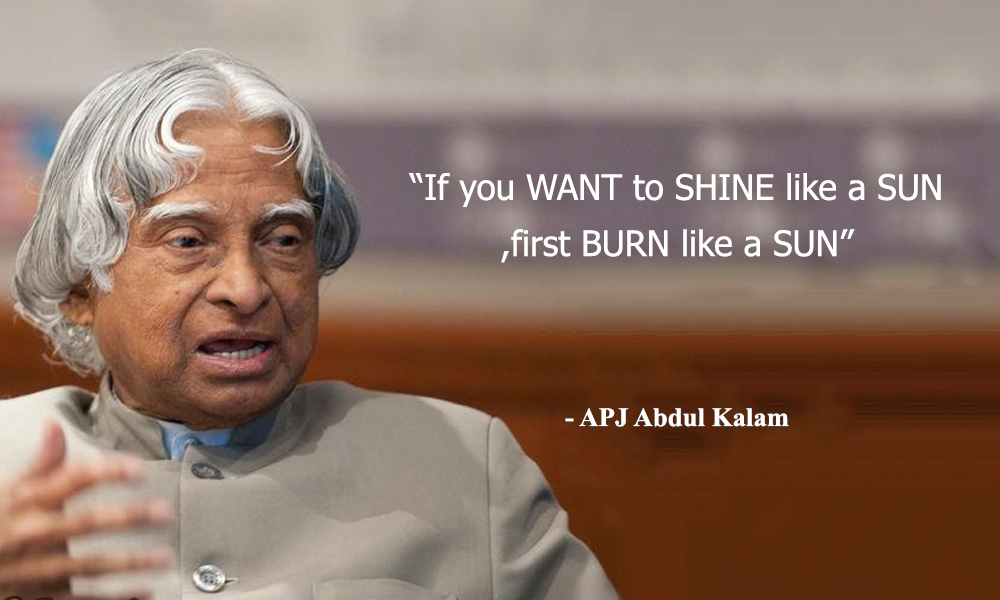 “If you WANT to SHINE like a SUN
,first BURN like a SUN”
- APJ Abdul Kalam